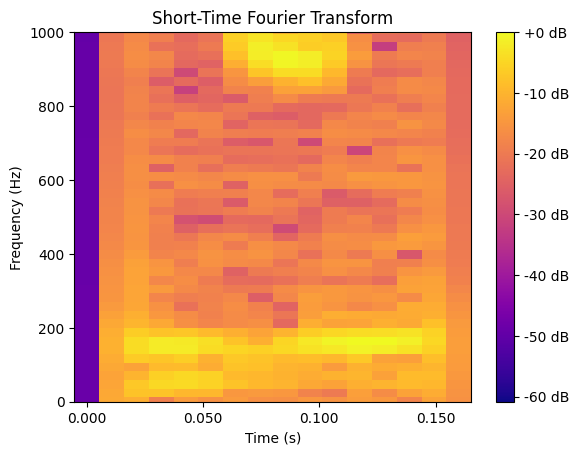 Short-Time Fourier Transform
Frequency (Hz)
1000
800
600
400
200
0
0.000
0.050
0.100
0.150
Time (s)
+0 dB
-10 dB
-20 dB
-30 dB
-40 dB
-50 dB
-60 dB